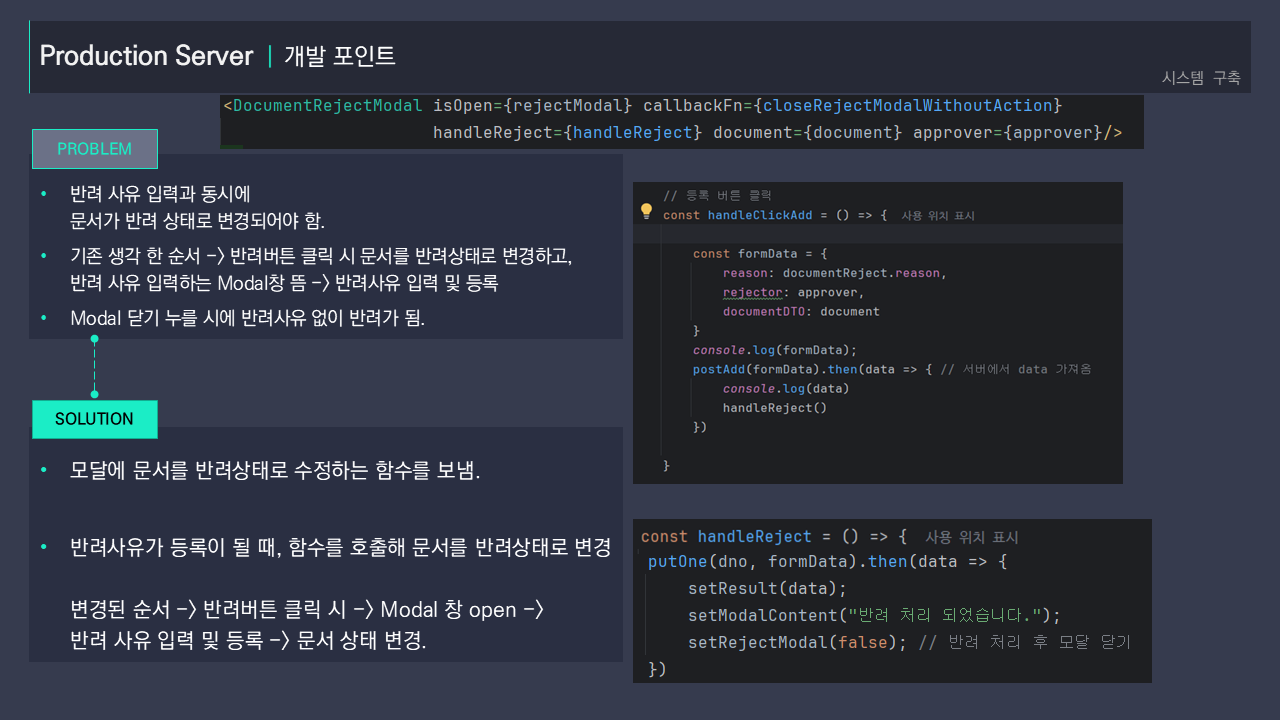 Production Server | 개발 포인트
시스템 구축
<DocumentRejectModal isOpen={rejectModal} callbackFn={closeRejectModalWithoutAction}
handleReject={handleReject} document={document} approver={approver}/>
PROBLEM
• 반려 사유 입력과 동시에
문서가 반려 상태로 변경되어야 함.
• 기존 생각 한 순서 -> 반려버튼 클릭 시 문서를 반려상태로 변경하고,
반려 사유 입력하는 Modal창 뜸 -> 반려사유 입력 및 등록
• Modal 닫기 누를 시에 반려사유 없이 반려가 됨.
SOLUTION
• 모달에 문서를 반려상태로 수정하는 함수를 보냄.
• 반려사유가 등록이 될 때, 함수를 호출해 문서를 반려상태로 변경
변경된 순서 -> 반려버튼 클릭 시 -> Modal 창 open ->
반려 사유 입력 및 등록 -> 문서 상태 변경.
// 등록 버튼 클릭
const handleClickAdd = () => { 사용 위치 표시
const formData = {
reason: documentReject.reason,
rejector: approver,
documentDTO: document
}
console.log(formData);
postAdd(formData).then(data => { // 서버에서 data 가져옴
console.log(data)
handleReject()
})
}
const handleReject = () => { 사용 위치 표시
putOne(dno, formData).then(data => {
setResult(data);
setModalContent("반려 처리 되었습니다.");
setRejectModal(false); // 반려 처리 후 모달 닫기
})